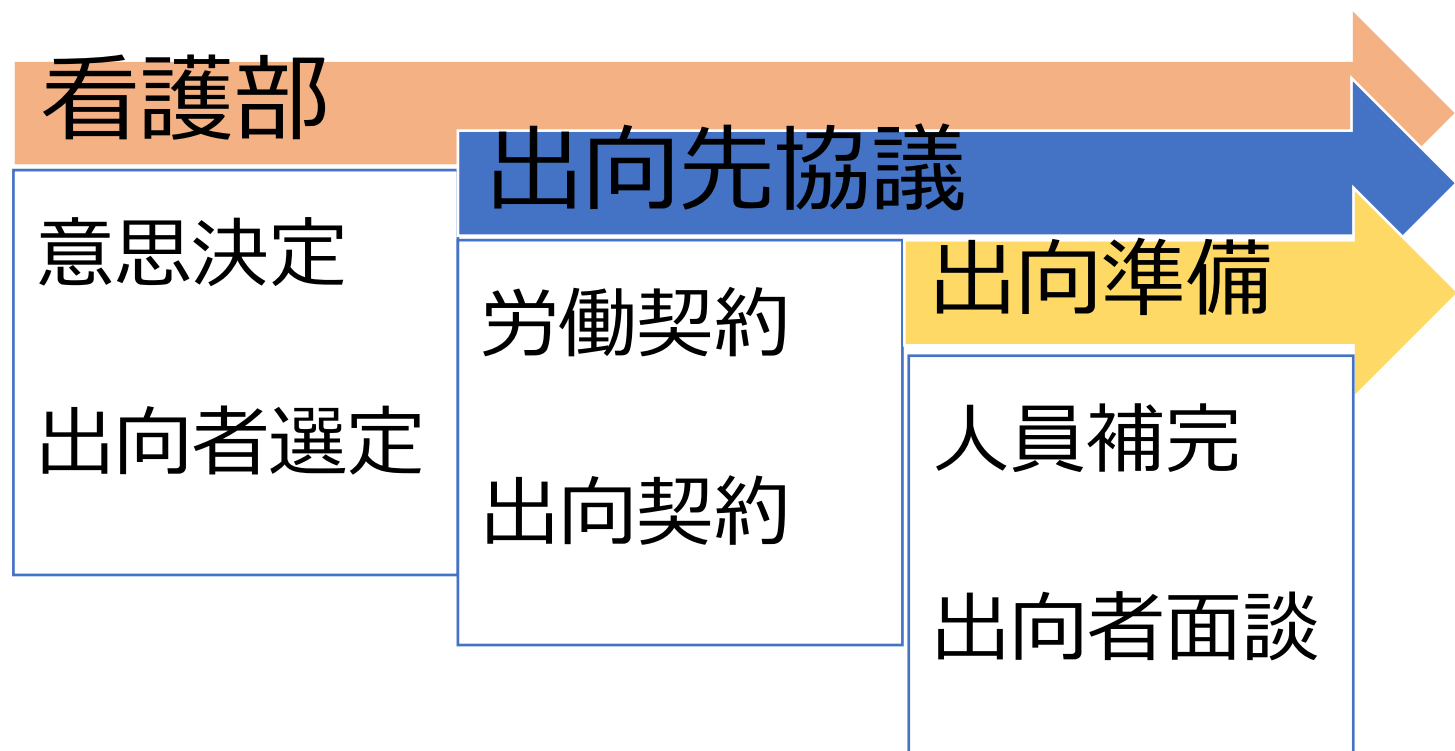 看護部
意思決定
出向者選定
出向先協議
労働契約
出向契約
出向準備
人員補完
出向者面談